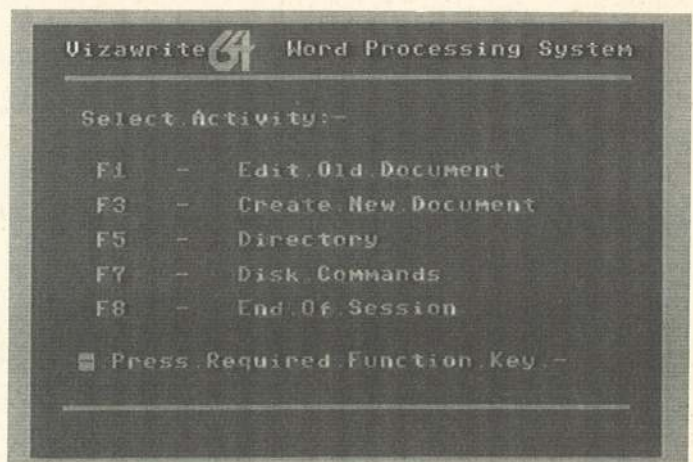 Vizawrite 64 Word Processing System
Select.Activity:-
F1 - Edit.Old.Document
F3 - Create.New.Document
F5 - Directory
F7 - Disk.Commands
F8 - End.Of.Session
.Press.Required.Function.Key.-